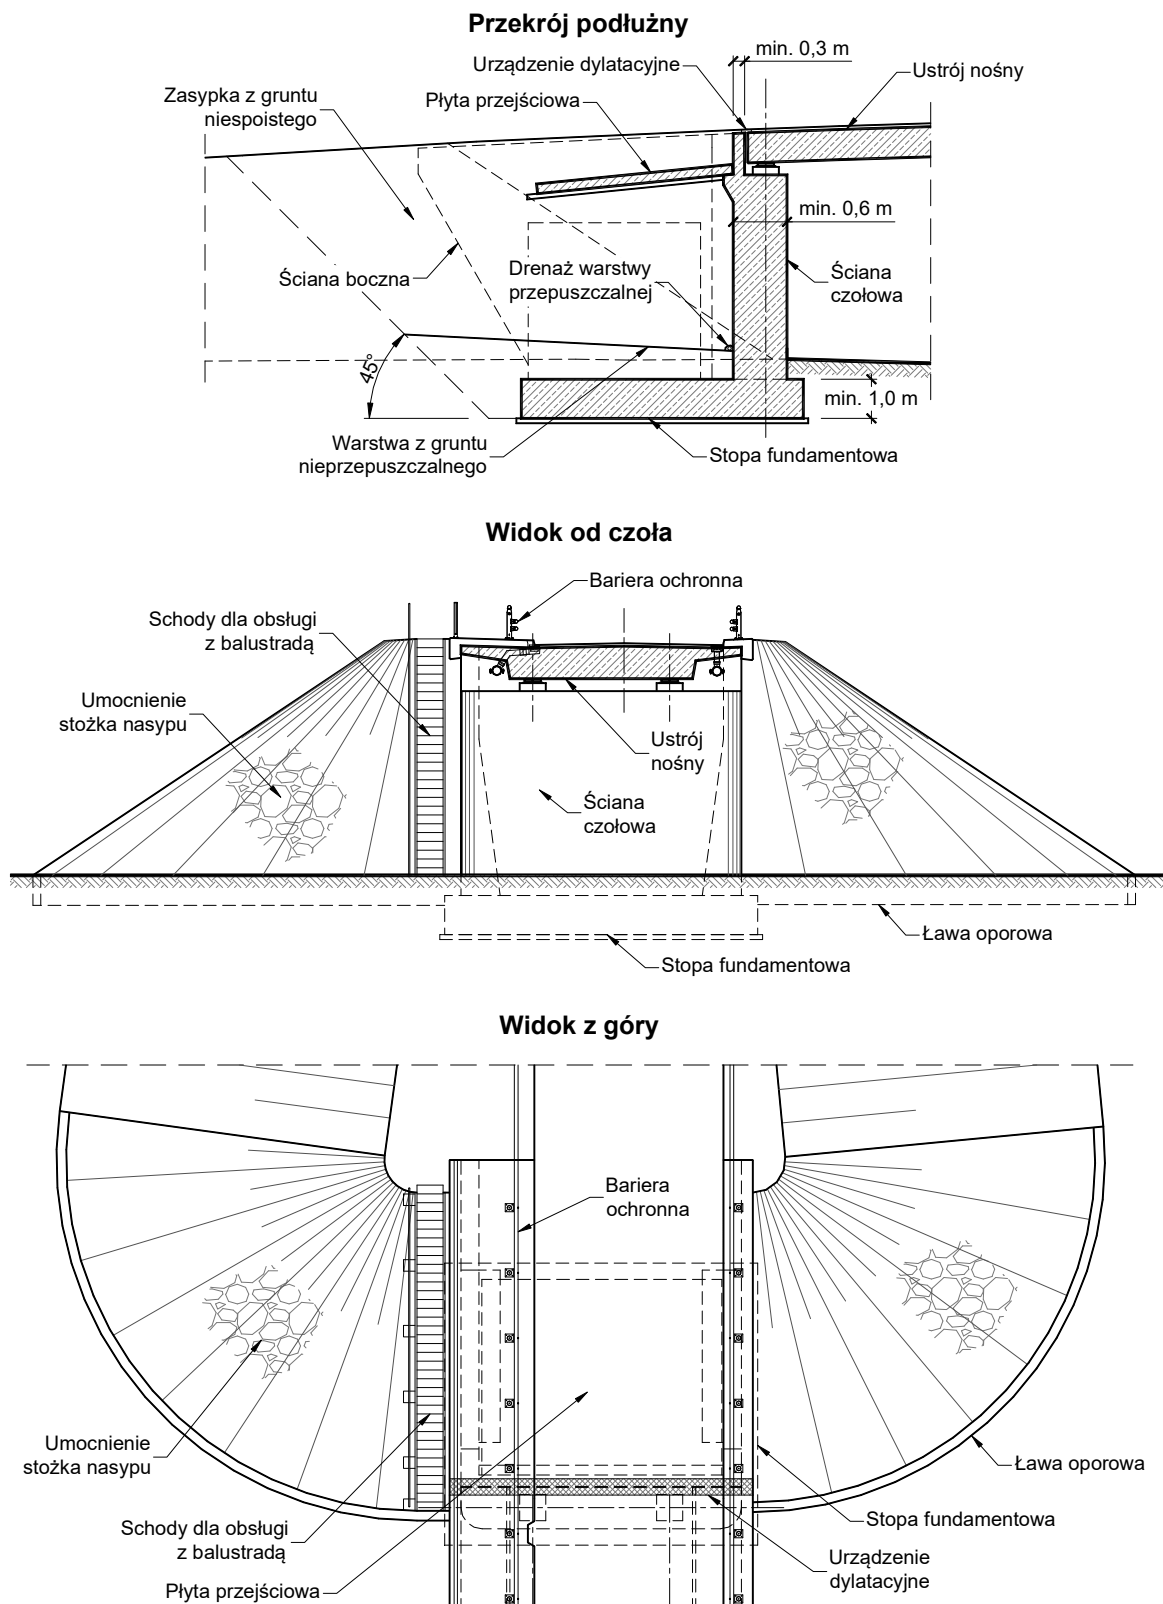 Przekrój podłużny
min. 0,3 m
Urządzenie dylatacyjne
Ustrój nośny
Zasypka z gruntu
niespoistego
Płyta przejściowa
min. 0,6 m
Ściana boczna
Drenaż warstwy
przepuszczalnej
Ściana
czołowa
45°
min. 1,0 m
Warstwa z gruntu
nieprzepuszczalnego
Stopa fundamentowa
Widok od czoła
Bariera ochronna
Schody dla obsługi
z balustradą
Umocnienie
stożka nasypu
Ustrój
nośny
Ściana
czołowa
Ława oporowa
Stopa fundamentowa
Widok z góry
Bariera
ochronna
Umocnienie
stożka nasypu
Ława oporowa
Schody dla obsługi
z balustradą
Stopa fundamentowa
Urządzenie
dylatacyjne
Płyta przejściowa